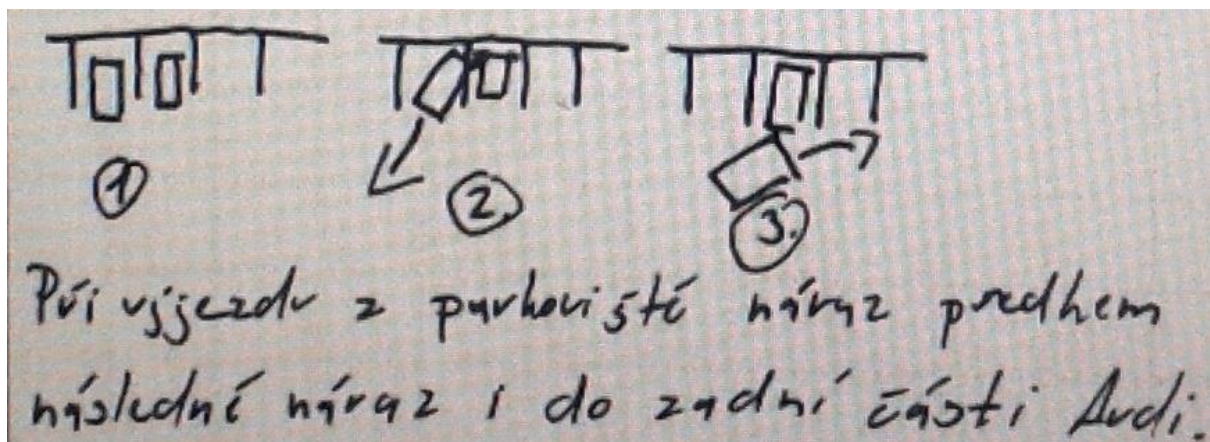 1
2.
3.
Při výjezdu z parkoviště náraz předkem
následně náraz i do zadní části Audi.